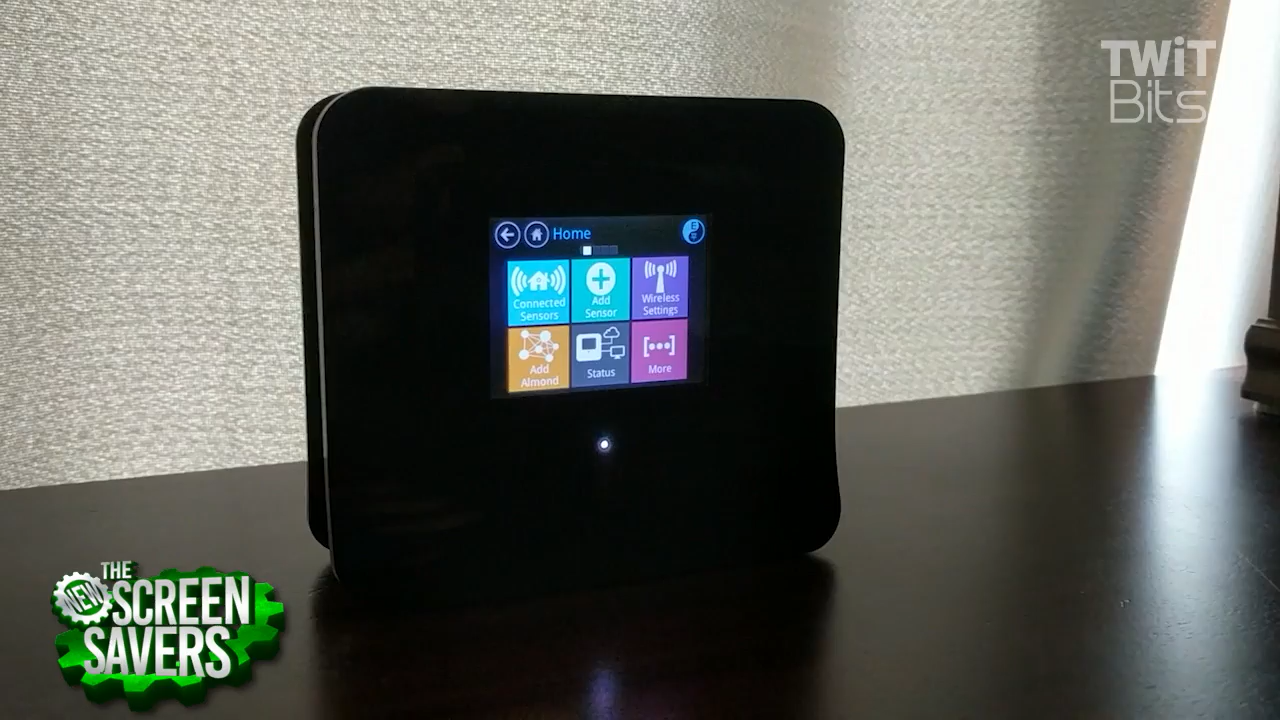 TWiT
Bits
Home
Connected
Sensors
Add
Sensor
Wireless
Settings
Add
Almond
Status
More
THE
NEW
SCREEN
SAVERS